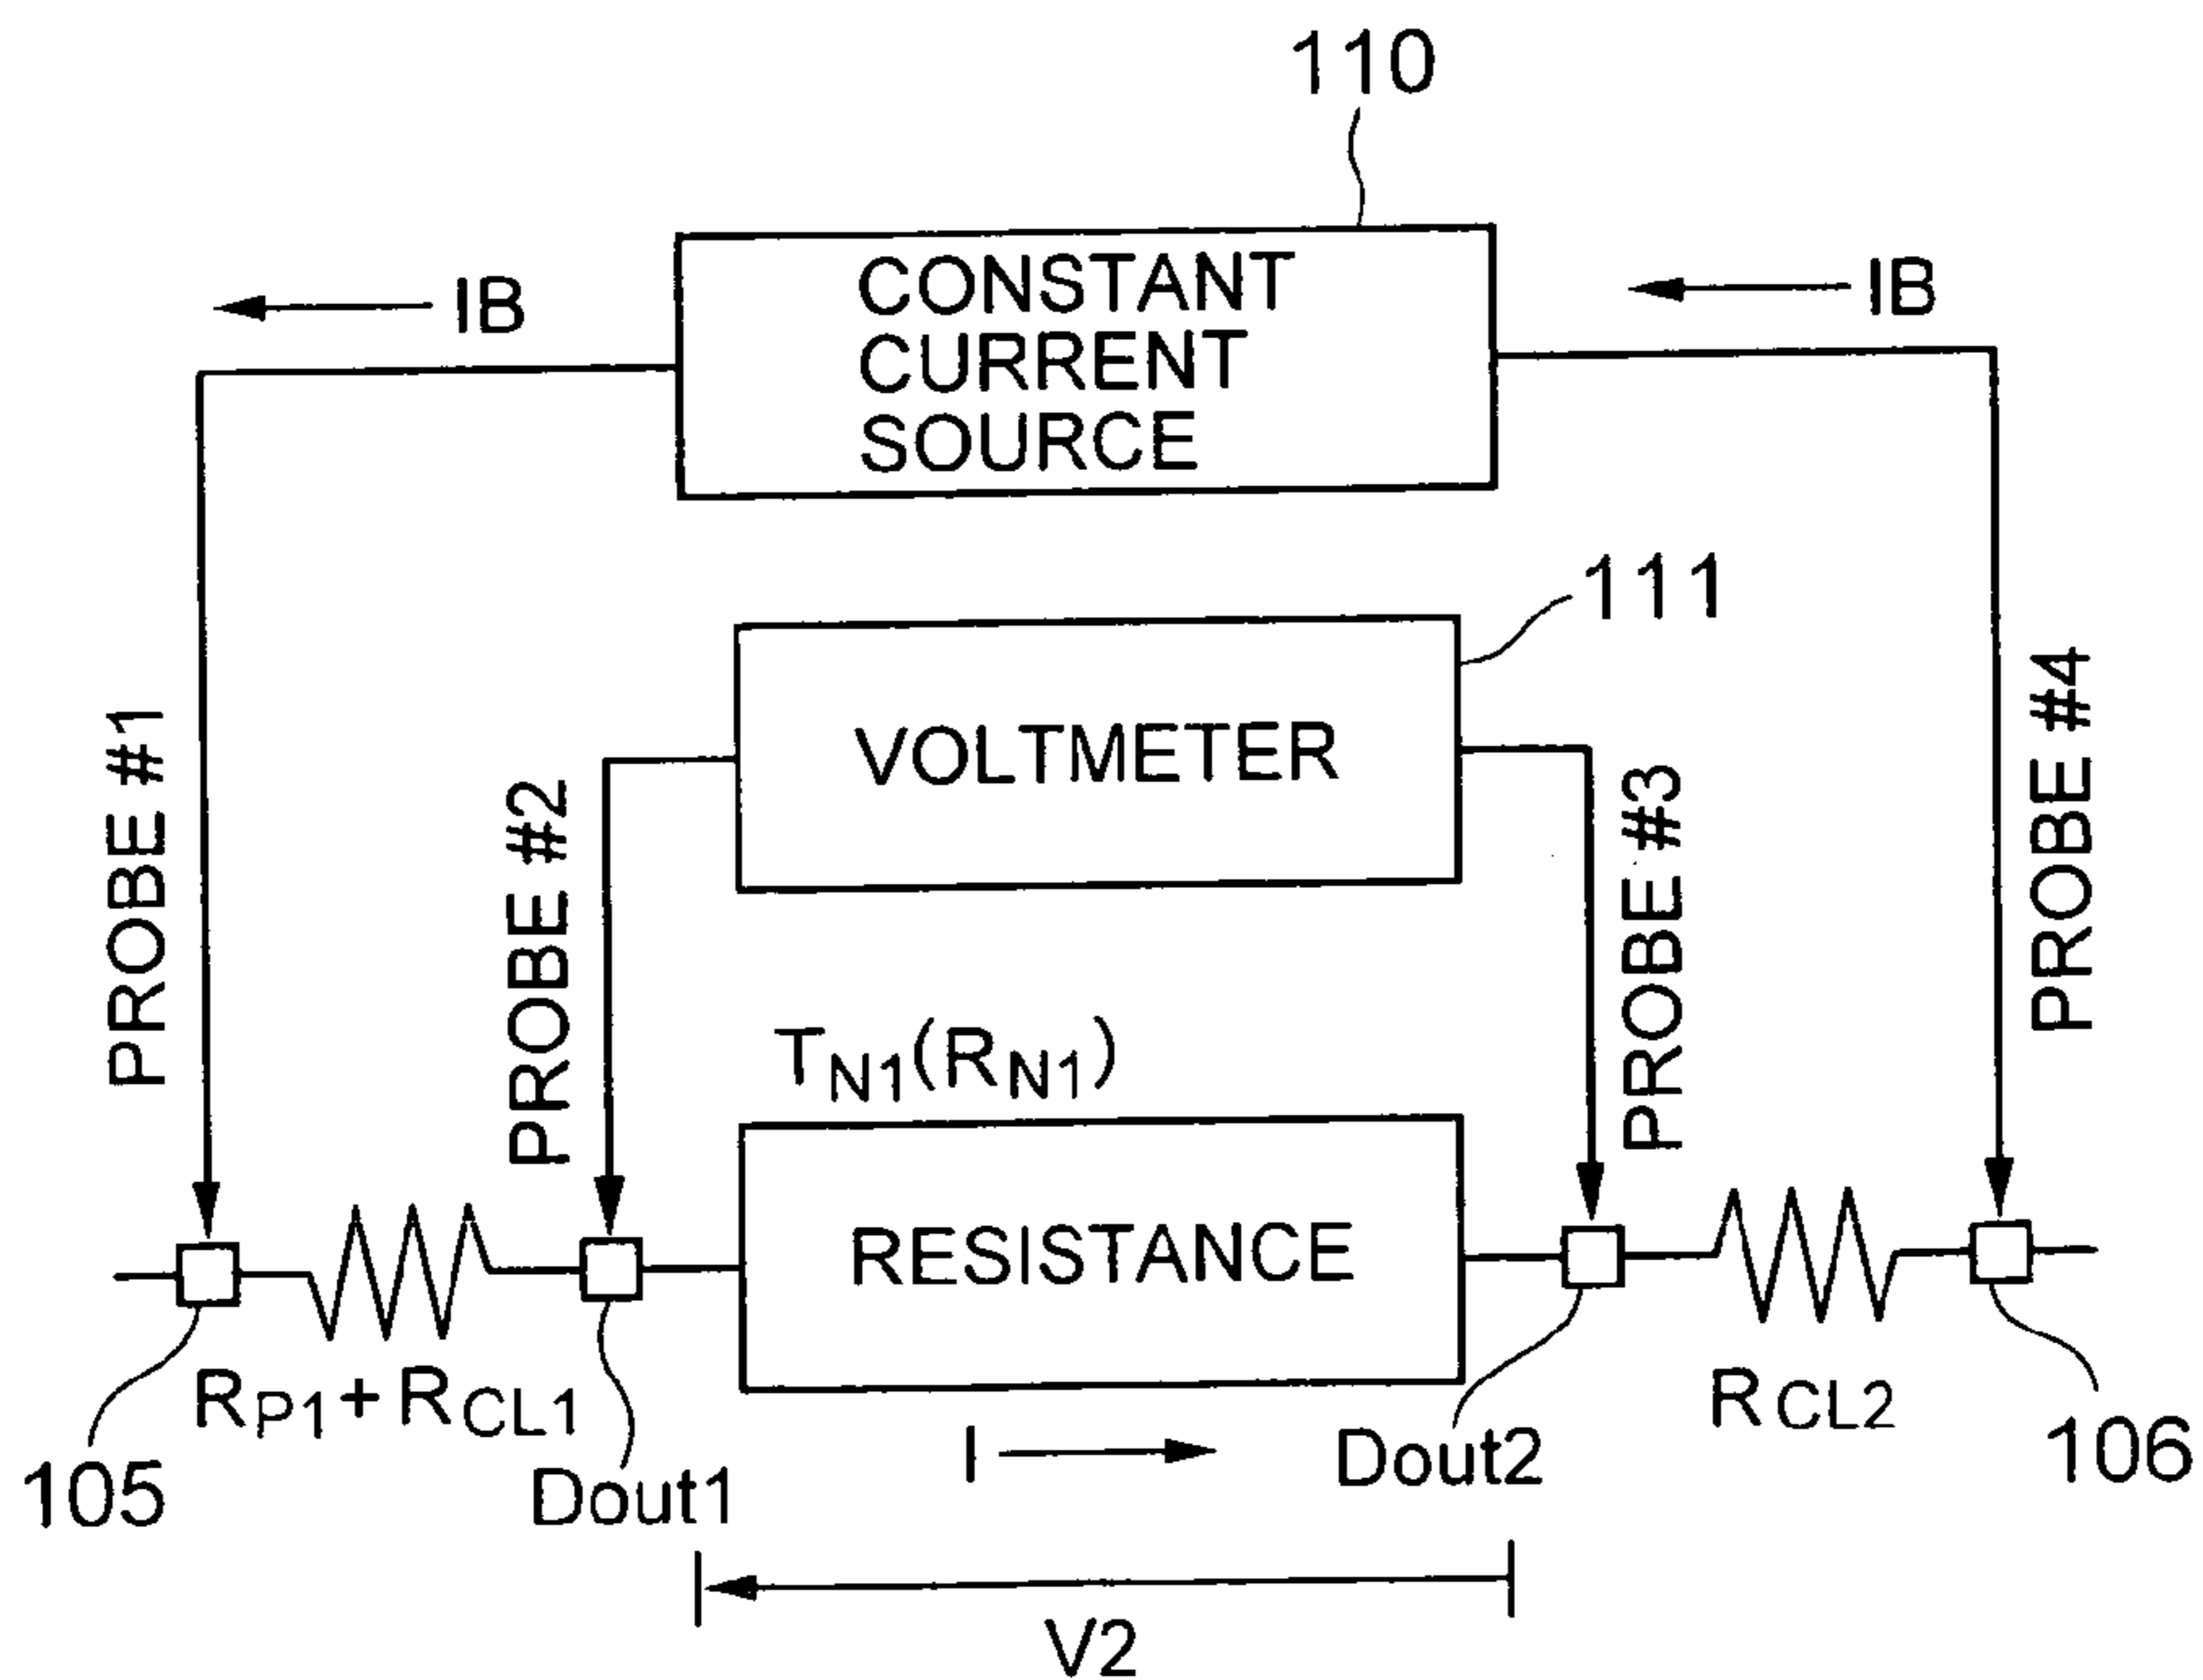 110
IB
CONSTANT
CURRENT
SOURCE
IB
111
VOLTMETER
PROBE #1
PROBE #2
PROBE #3
PROBE #4
TN1(RN1)
RESISTANCE
RP1+RCL1
RCL2
105
Dout1
I
Dout2
106
V2